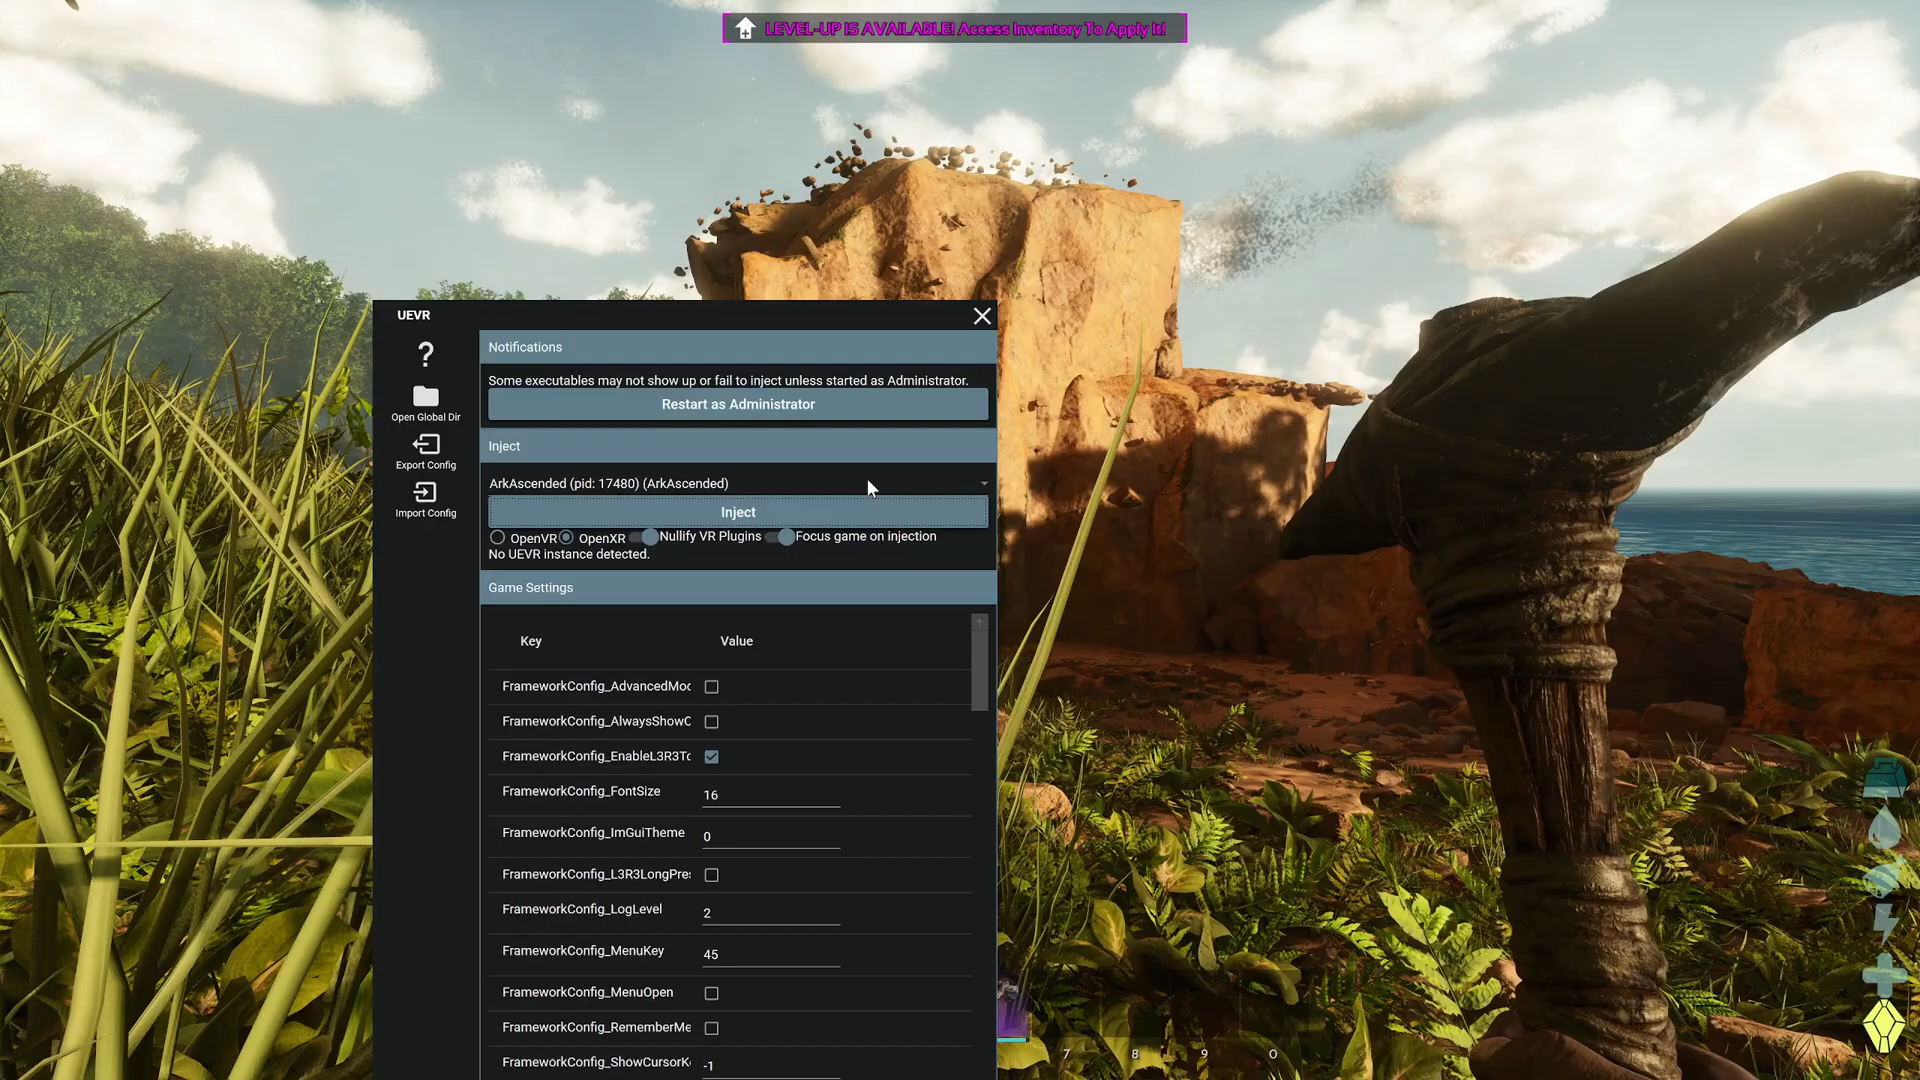 LEVEL-UP IS AVAILABLE! Access Inventory To Apply It!
UEVR
Notifications
Some executables may not show up or fail to inject unless started as Administrator.
Restart as Administrator
Open Global Dir
Inject
Export Config
ArkAscended (pid: 17480) (ArkAscended)
Import Config
Inject
OpenVR OpenXR Nullify VR Plugins Focus game on injection
No UEVR instance detected.
Game Settings
Key Value
FrameworkConfig_AdvancedMod
FrameworkConfig_AlwaysShowC
FrameworkConfig_EnableL3R3To
FrameworkConfig_FontSize 16
FrameworkConfig_ImGuiTheme 0
FrameworkConfig_L3R3LongPres
FrameworkConfig_LogLevel 2
FrameworkConfig_MenuKey 45
FrameworkConfig_MenuOpen
FrameworkConfig_RememberMe
FrameworkConfig_ShowCursorK -1
7 8 9 0